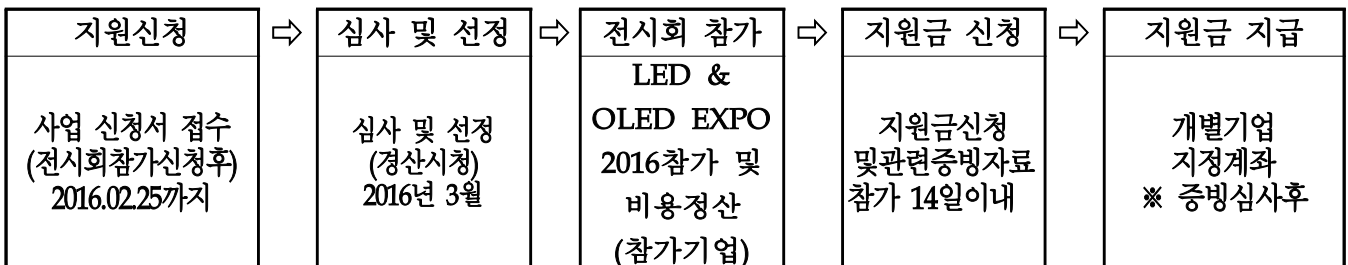 지원신청 ⇨ 심사 및 선정 ⇨ 전시회 참가 ⇨ 지원금 신청 ⇨ 지원금 지급
사업 신청서 접수
(전시회참가신청후)
2016.02.25까지
심사 및 선정
(경산시청)
2016년 3월
LED &
OLED EXPO
2016참가 및
비용정산
(참가기업)
지원금신청
및관련증빙자료
참가 14일이내
개별기업
지정계좌
※ 증빙심사후